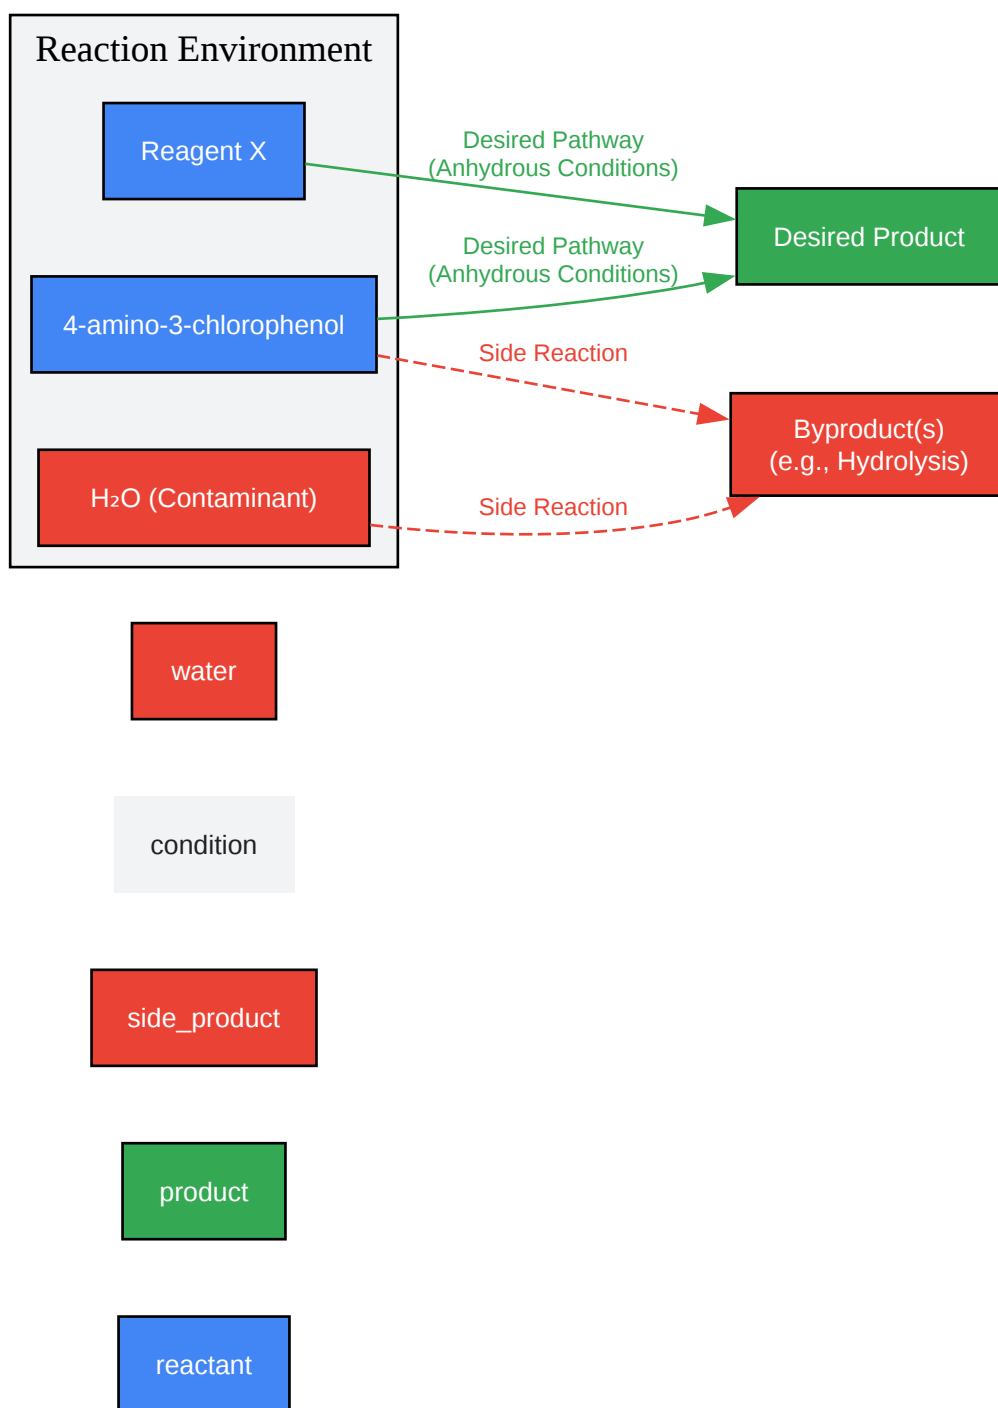 Reaction Environment
Reagent X
Desired Pathway
(Anhydrous Conditions)
Desired Product
Desired Pathway
(Anhydrous Conditions)
4-amino-3-chlorophenol
Side Reaction
Byproduct(s)
(e.g., Hydrolysis)
H₂O (Contaminant)
Side Reaction
water
condition
side_product
product
reactant